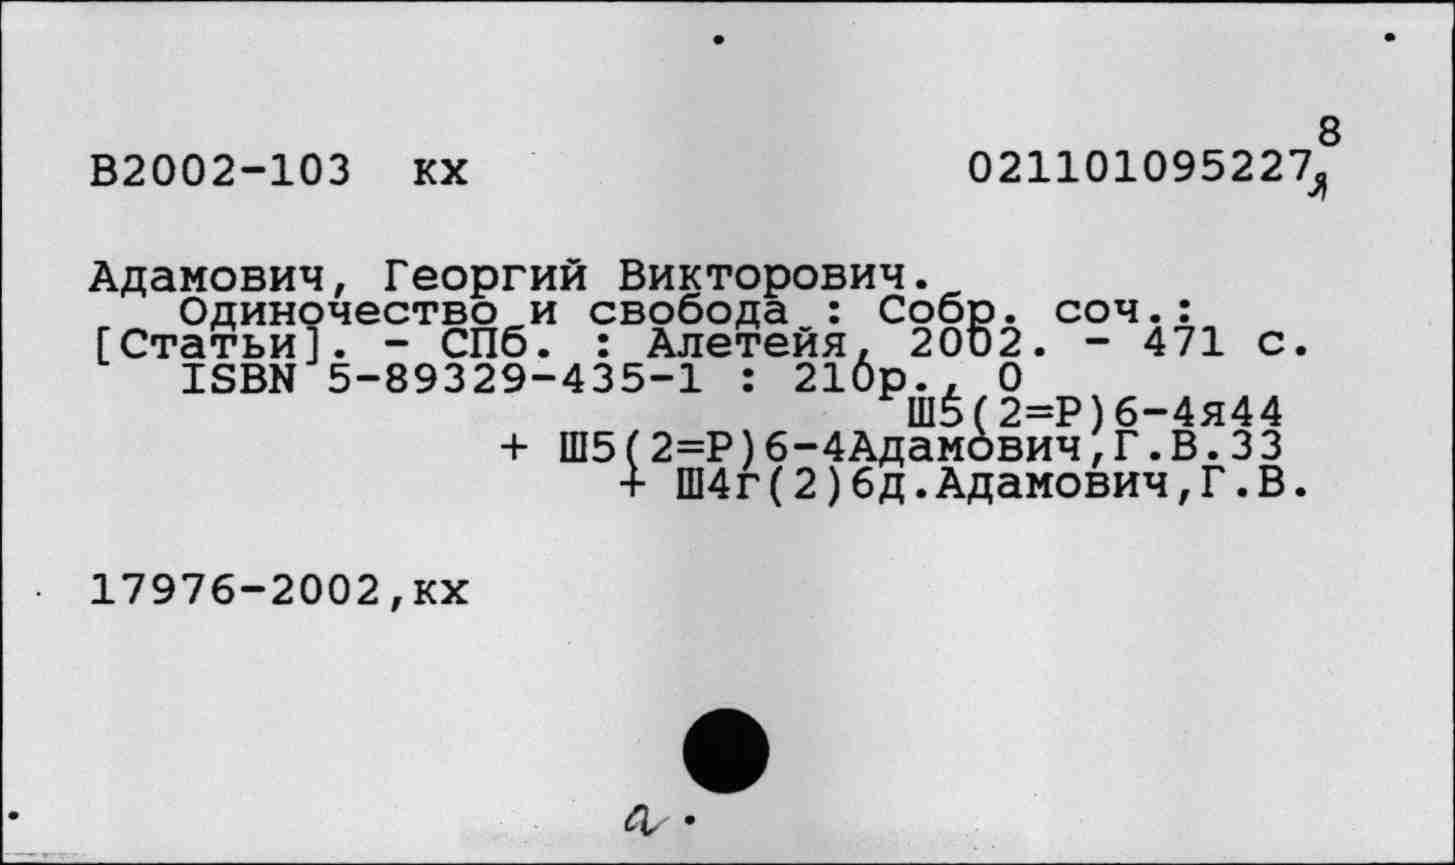 8
В2002-103 кх 021101095227я
Адамович, Георгий Викторович.
Одиночество и свобода : Собр. соч.:
[Статьи]. - СПб. : Алетейя, 2002. - 471 с.
ISBN 5-89329-435-1 : 210р., 0
Ш5(2=Р)6-4я44
+ Ш5(2=Р)6-4Адамович,Г.В.33
+ Ш4г(2)6д.Адамович,Г.В.
17976-2002,кх